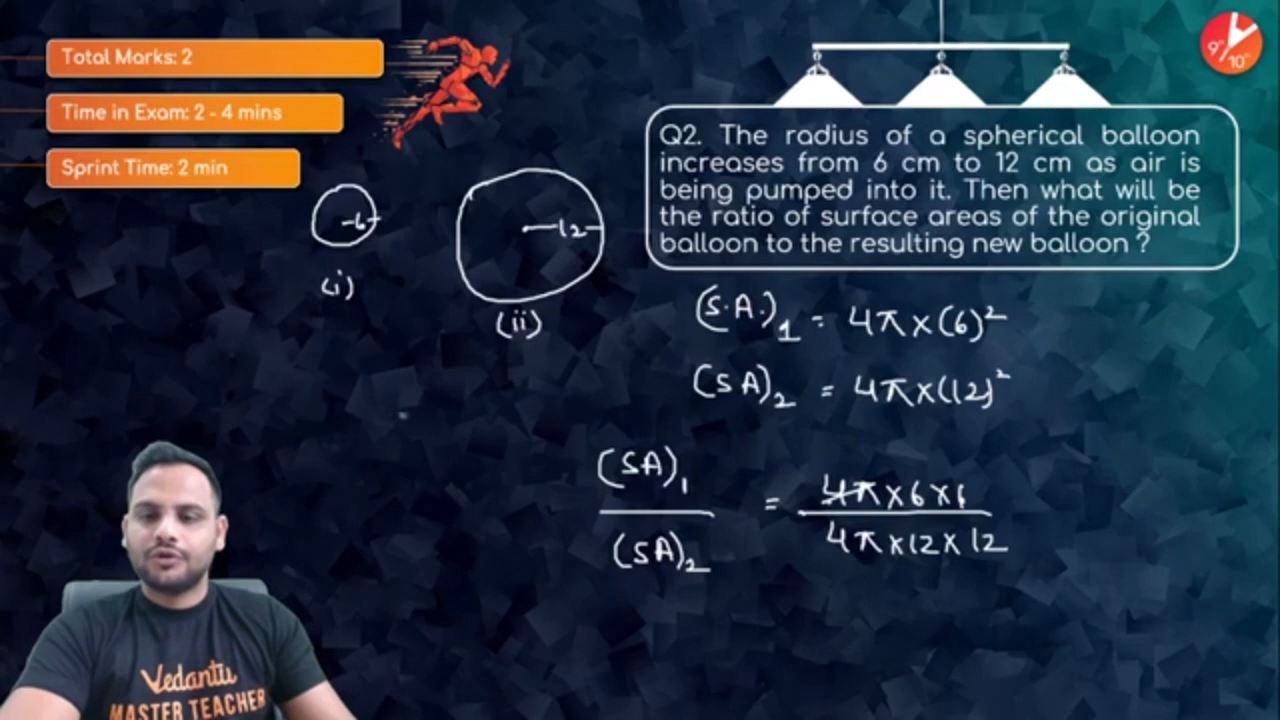 Total Marks: 2
Time in Exam: 2 - 4 mins
Sprint Time: 2 min
9th
10th
Q2. The radius of a spherical balloon
increases from 6 cm to 12 cm as air is
being pumped into it. Then what will be
the ratio of surface areas of the original
balloon to the resulting new balloon ?
6
(i)
12
(ii)
(S.A.)₁ = 4π×(6)²
(SA)₂ = 4π×(12)²
(SA)₁ / (SA)₂ = 4π×6×6 / 4π×12×12
Vedantu
MASTER TEACHER